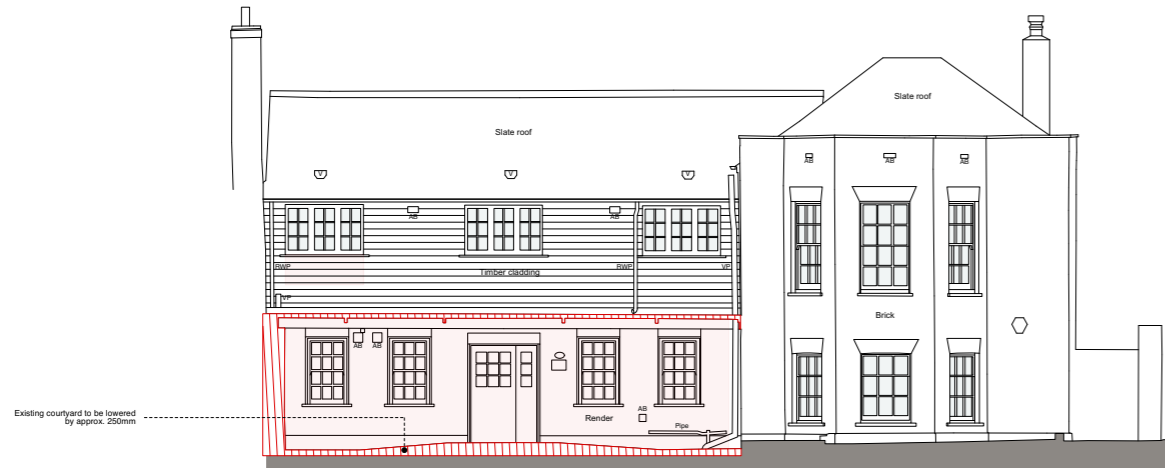 Slate roof
Slate roof
AB
AB
AB
V
V
V
AB
AB
RWP
Timber cladding
RWP
VP
VP
Brick
AB
AB
AB
Render
Pipe
Existing courtyard to be lowered
by approx. 250mm